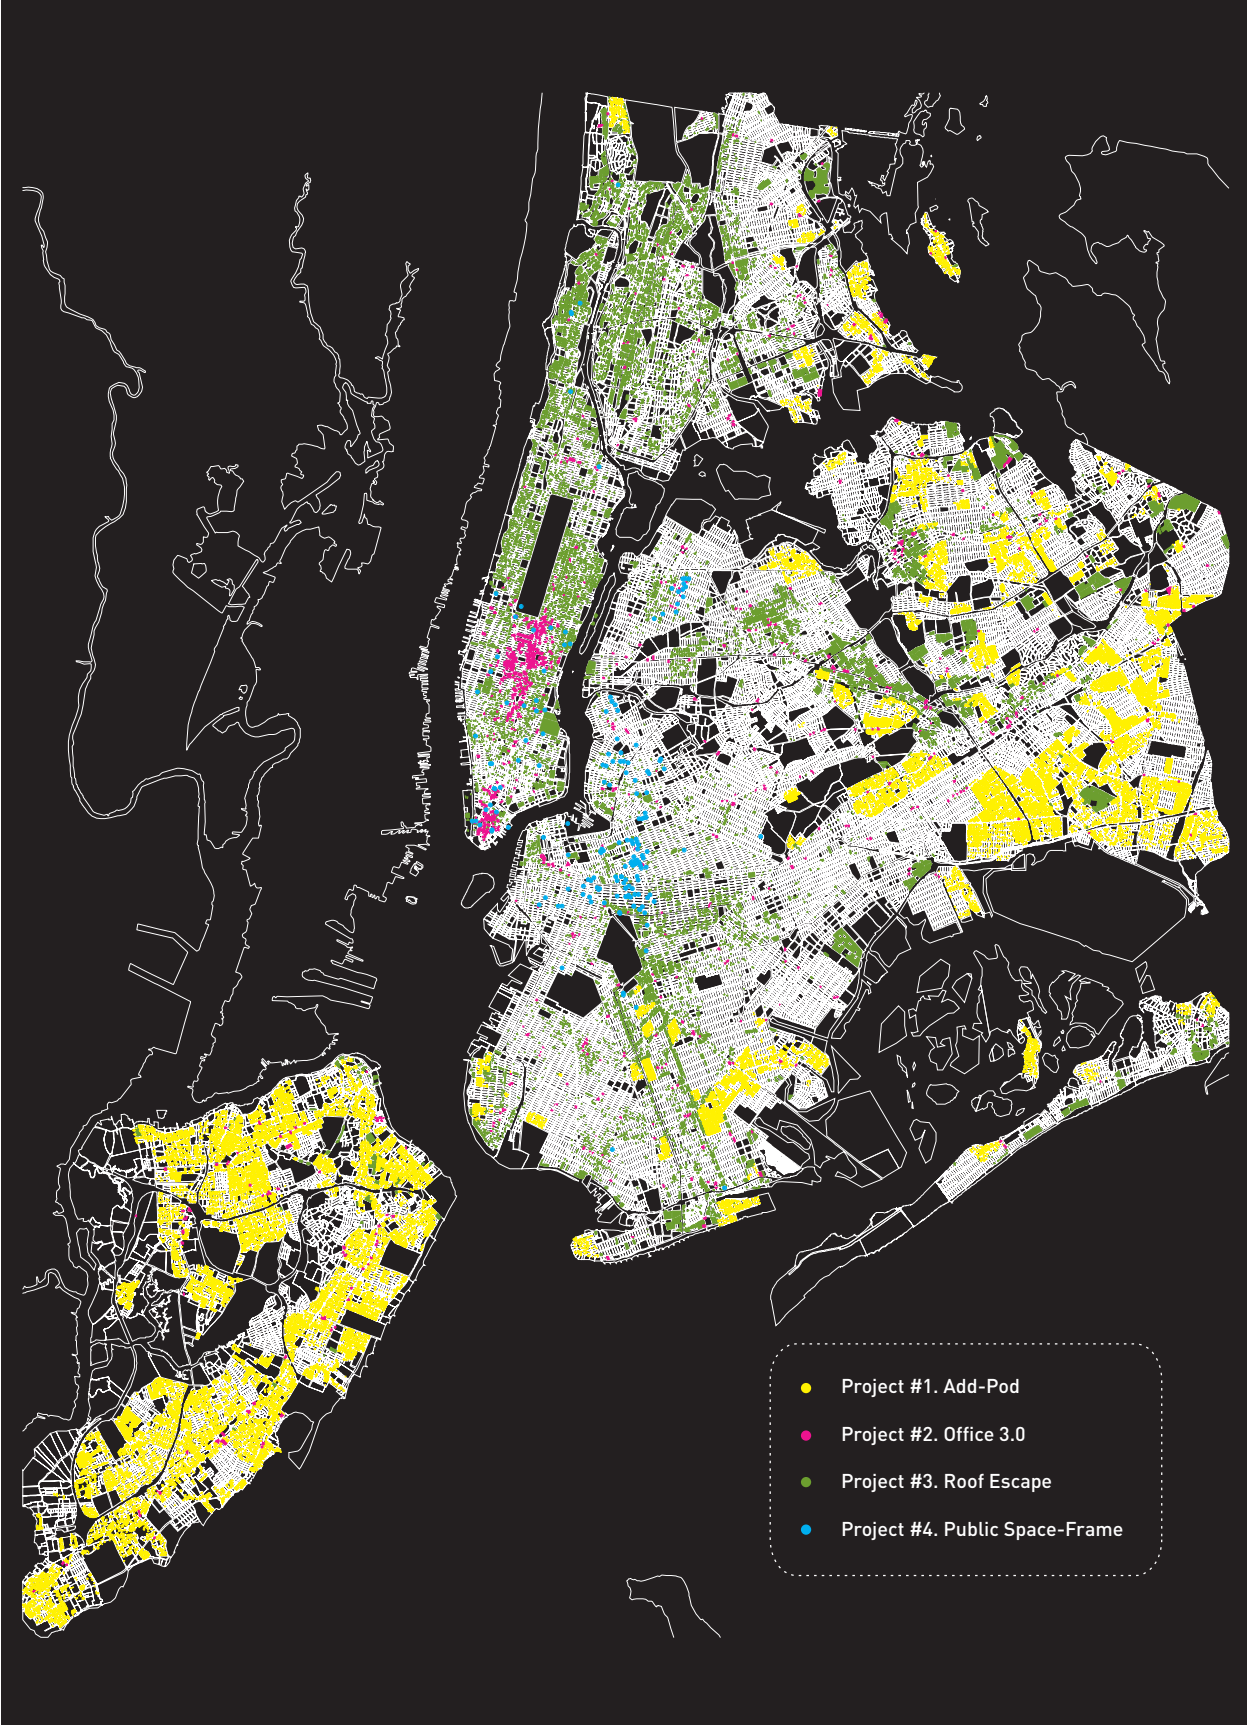 Project #1. Add-Pod
Project #2. Office 3.0
Project #3. Roof Escape
Project #4. Public Space-Frame